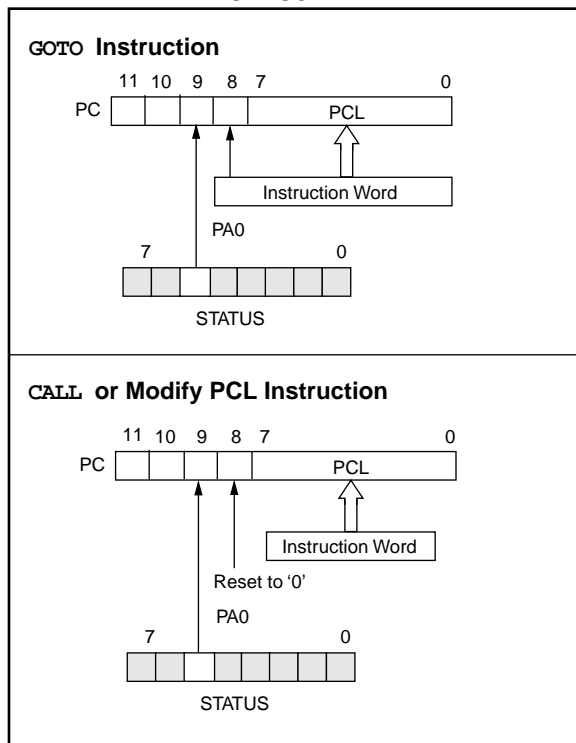 GOTO Instruction
11 10 9 8 7 0
PC PCL
Instruction Word
PA0
7 0
STATUS
CALL or Modify PCL Instruction
11 10 9 8 7 0
PC PCL
Instruction Word
Reset to ‘0’
PA0
7 0
STATUS